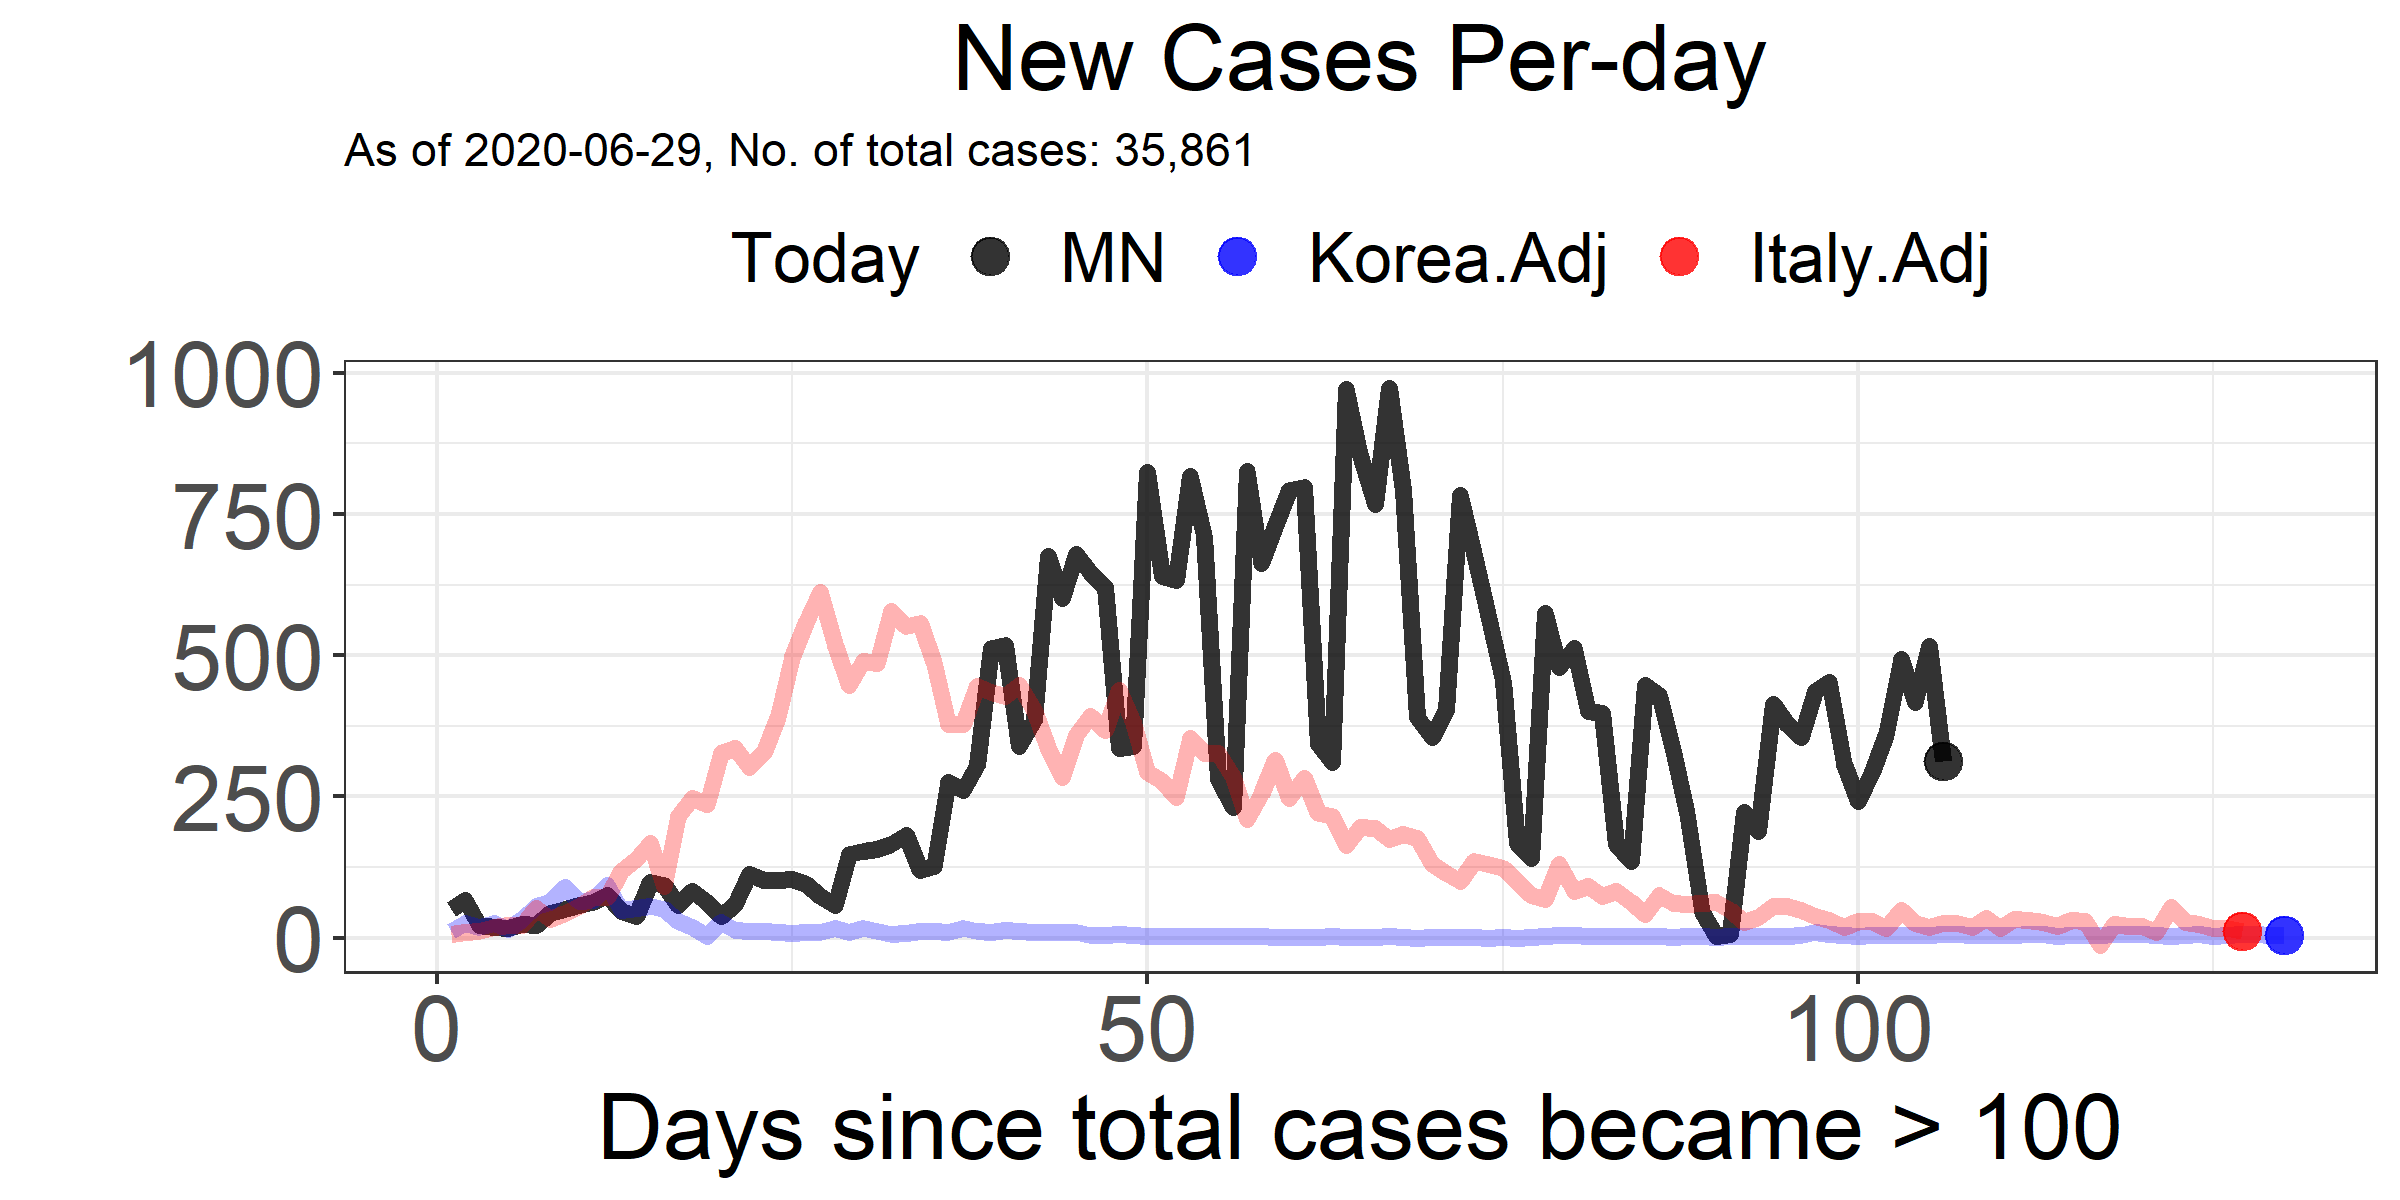 New Cases Per-day
As of 2020-06-29, No. of total cases: 35,861
Today MN Korea.Adj Italy.Adj
1000
750
500
250
0
0 50 100
Days since total cases became > 100